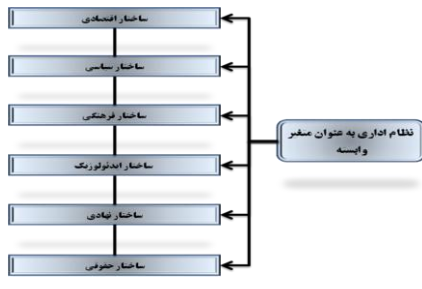 ساختار اقتصادی
ساختار سیاسی
ساختار فرهنگی
ساختار ایدئولوژیک
ساختار نهادی
ساختار حقوقی
نظام اداری به عنوان متغیر
وابسته